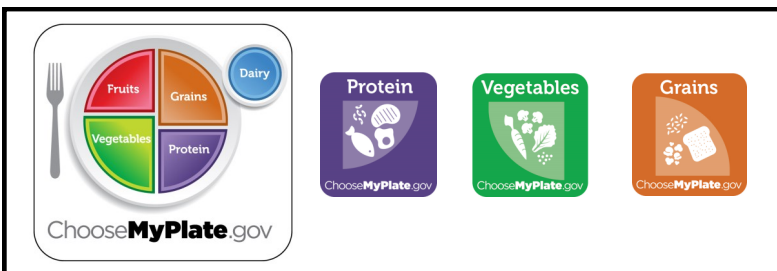 Fruits
Grains
Dairy
Vegetables
Protein
ChooseMyPlate.gov
Protein
ChooseMyPlate.gov
Vegetables
ChooseMyPlate.gov
Grains
ChooseMyPlate.gov